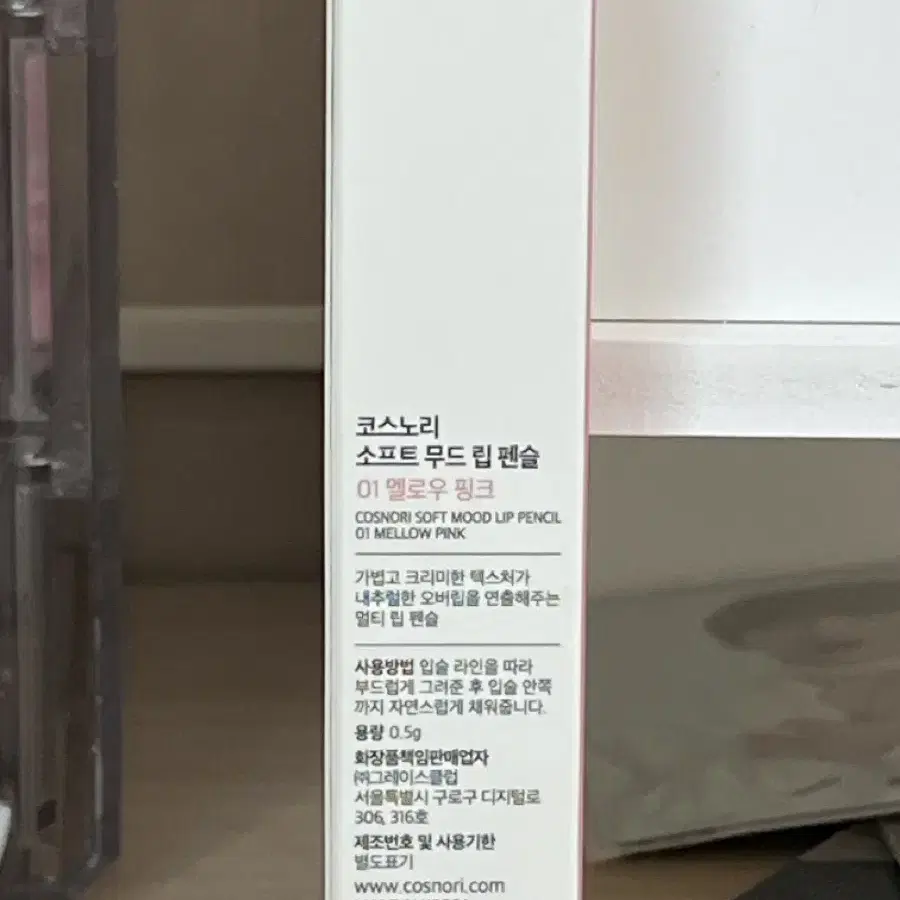 코스노리
소프트 무드 립 펜슬
01 멜로우 핑크
COSNORI SOFT MOOD LIP PENCIL
01 MELLOW PINK
가볍고 크리미한 텍스처가
내추럴한 오버립을 연출해주는
멀티 립 펜슬
사용방법 입술 라인을 따라
부드럽게 그려준 후 입술 안쪽
까지 자연스럽게 채워줍니다.
용량 0.5g
화장품책임판매업자
㈜그레이스클럽
서울특별시 구로구 디지털로
306, 316호
제조번호 및 사용기한
별도표기
www.cosnori.com